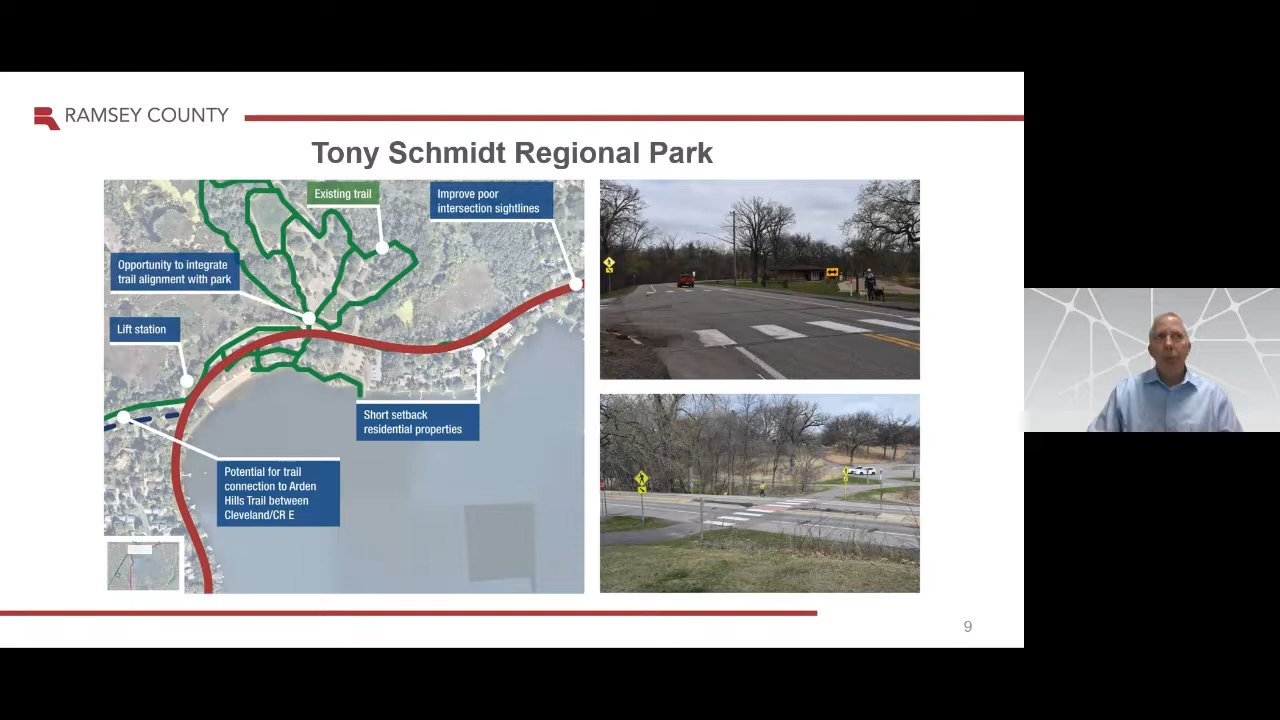 RAMSEY COUNTY
Tony Schmidt Regional Park
Existing trail
Improve poor
intersection sightlines
Opportunity to integrate
trail alignment with park
Lift station
Short setback
residential properties
Potential for trail
connection to Arden
Hills Trail between
Cleveland/CR E
9